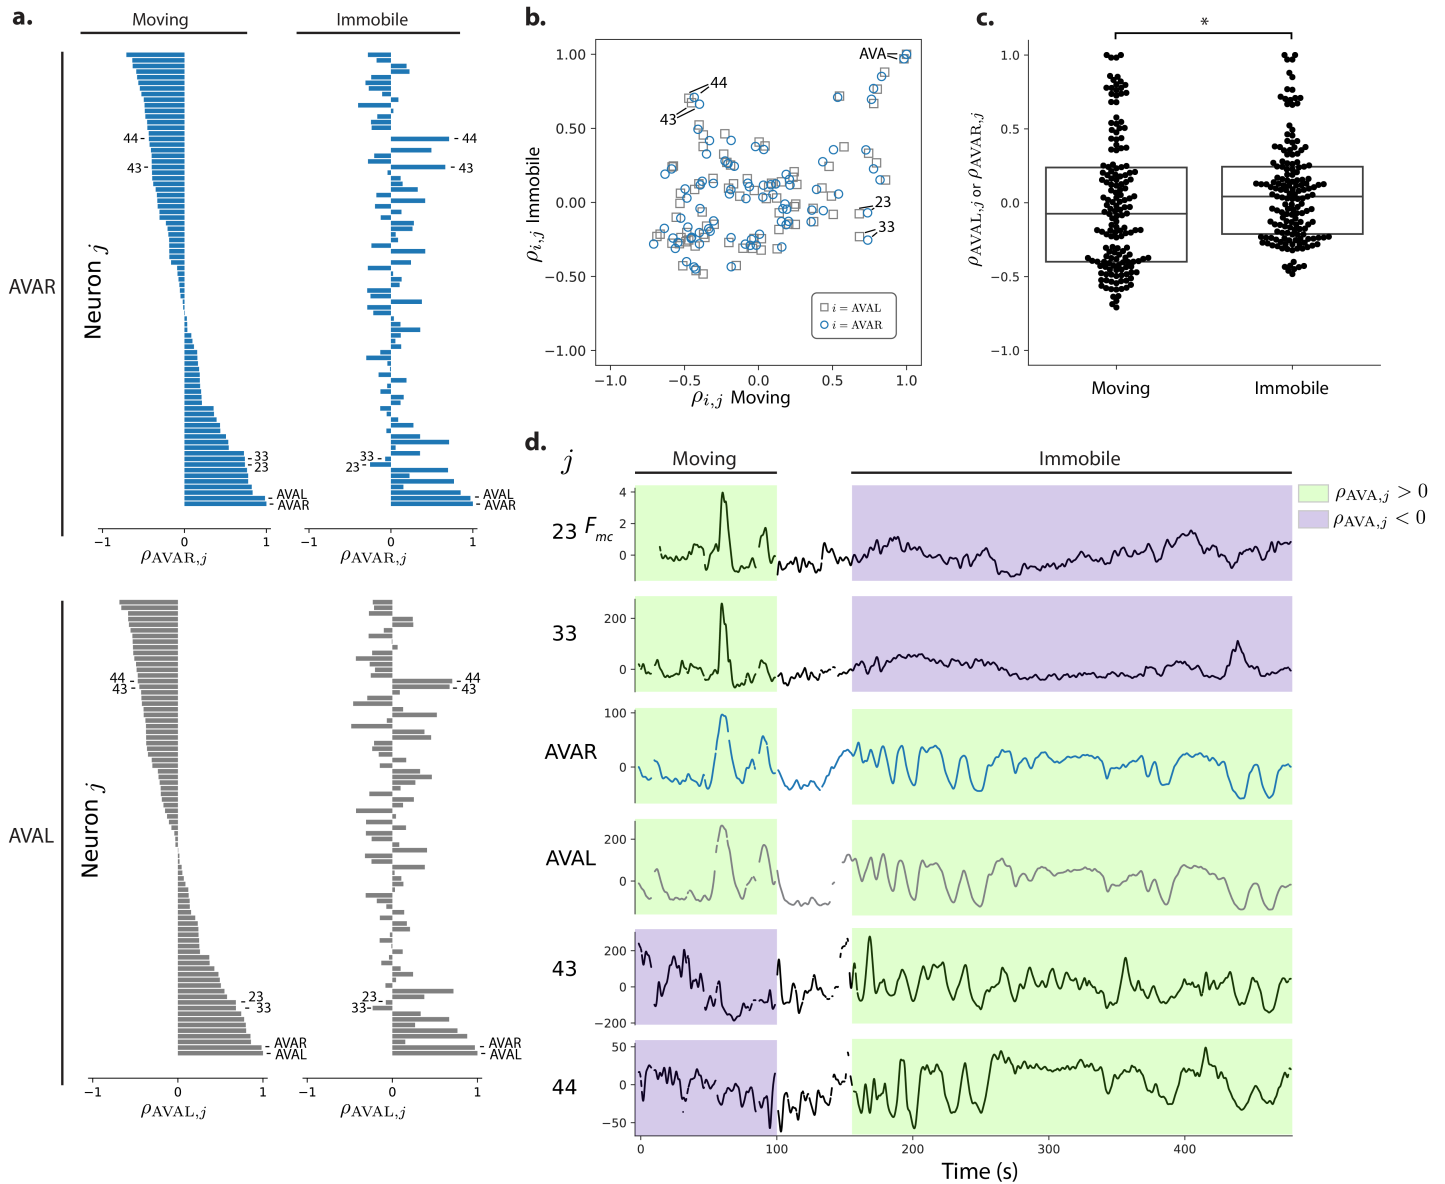 a.
Moving
Immobile
AVAR
Neuron j
44
43
33
23
AVAL
AVAR
44
43
33
23
AVAL
AVAR
−1
0
1
ρAVAR,j
−1
0
1
ρAVAR,j
AVAL
Neuron j
44
43
23
33
AVAR
AVAL
44
43
23
33
AVAR
AVAL
−1
0
1
ρAVAL,j
−1
0
1
ρAVAL,j
b.
1.00
0.50
0.00
−0.50
−1.00
ρi,j Immobile
44
43
AVA
23
33
i = AVAL
i = AVAR
−1.0
−0.5
0.0
0.5
1.0
ρi,j Moving
c.
*
1.0
0.5
0.0
−0.5
−1.0
ρAVAL,j or ρAVAR,j
Moving
Immobile
d.
j
Moving
Immobile
ρAVA,j > 0
ρAVA,j < 0
23
Fmc
4
2
0
33
200
0
AVAR
100
0
AVAL
200
0
43
200
0
−200
44
50
0
−50
0
100
200
300
400
Time (s)